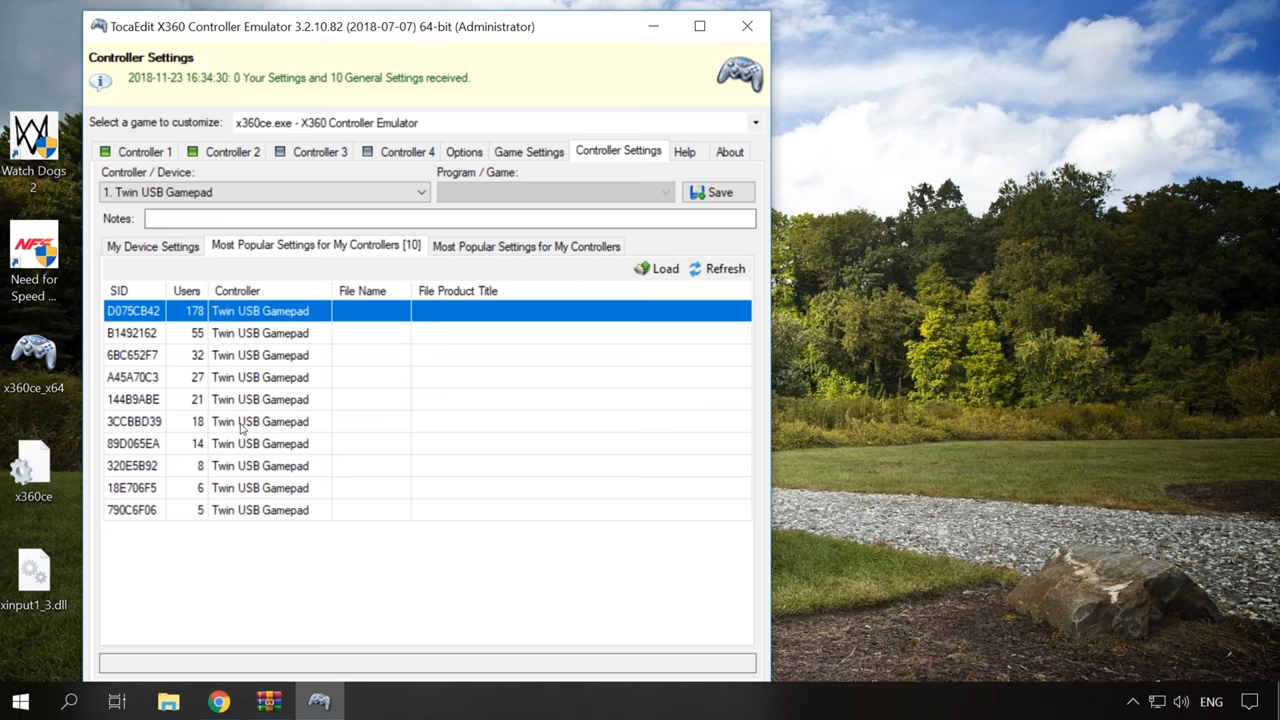 TocaEdit X360 Controller Emulator 3.2.10.82 (2018-07-07) 64-bit (Administrator)
Controller Settings
2018-11-23 16:34:30: 0 Your Settings and 10 General Settings received.
Select a game to customize: x360ce.exe - X360 Controller Emulator
Controller 1 Controller 2 Controller 3 Controller 4 Options Game Settings Controller Settings Help About
Controller / Device: Program / Game:
1. Twin USB Gamepad Save
Notes:
My Device Settings Most Popular Settings for My Controllers [10] Most Popular Settings for My Controllers
Load Refresh
SID Users Controller File Name File Product Title
D075CB42 178 Twin USB Gamepad
B1492162 55 Twin USB Gamepad
6BC652F7 32 Twin USB Gamepad
A45A70C3 27 Twin USB Gamepad
144B9ABE 21 Twin USB Gamepad
3CCBBD39 18 Twin USB Gamepad
89D065EA 14 Twin USB Gamepad
320E5B92 8 Twin USB Gamepad
18E706F5 6 Twin USB Gamepad
790C6F06 5 Twin USB Gamepad
Watch Dogs
2
NFS
Need for
Speed ...
x360ce_x64
x360ce
xinput1_3.dll
ENG